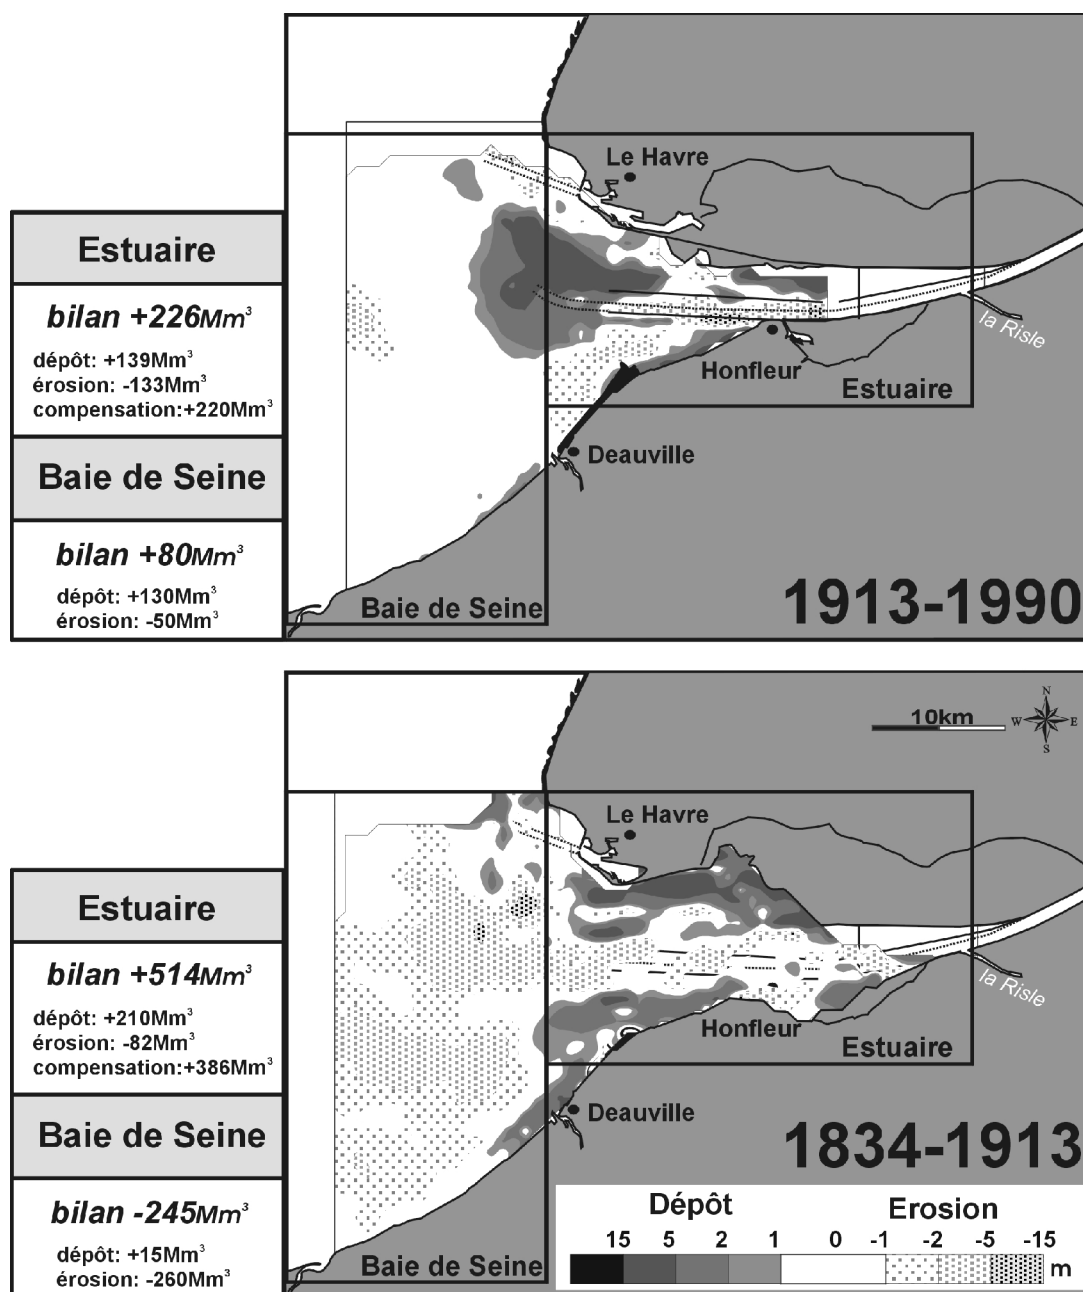 Estuaire
bilan +226Mm³
dépôt: +139Mm³
érosion: -133Mm³
compensation:+220Mm³
Baie de Seine
bilan +80Mm³
dépôt: +130Mm³
érosion: -50Mm³
Le Havre
la Risle
Honfleur
Estuaire
Deauville
Baie de Seine
1913-1990
10km
N
W
E
S
Estuaire
bilan +514Mm³
dépôt: +210Mm³
érosion: -82Mm³
compensation:+386Mm³
Baie de Seine
bilan -245Mm³
dépôt: +15Mm³
érosion: -260Mm³
Le Havre
la Risle
Honfleur
Estuaire
Deauville
1834-1913
Baie de Seine
Dépôt Erosion
15 5 2 1 0 -1 -2 -5 -15
m